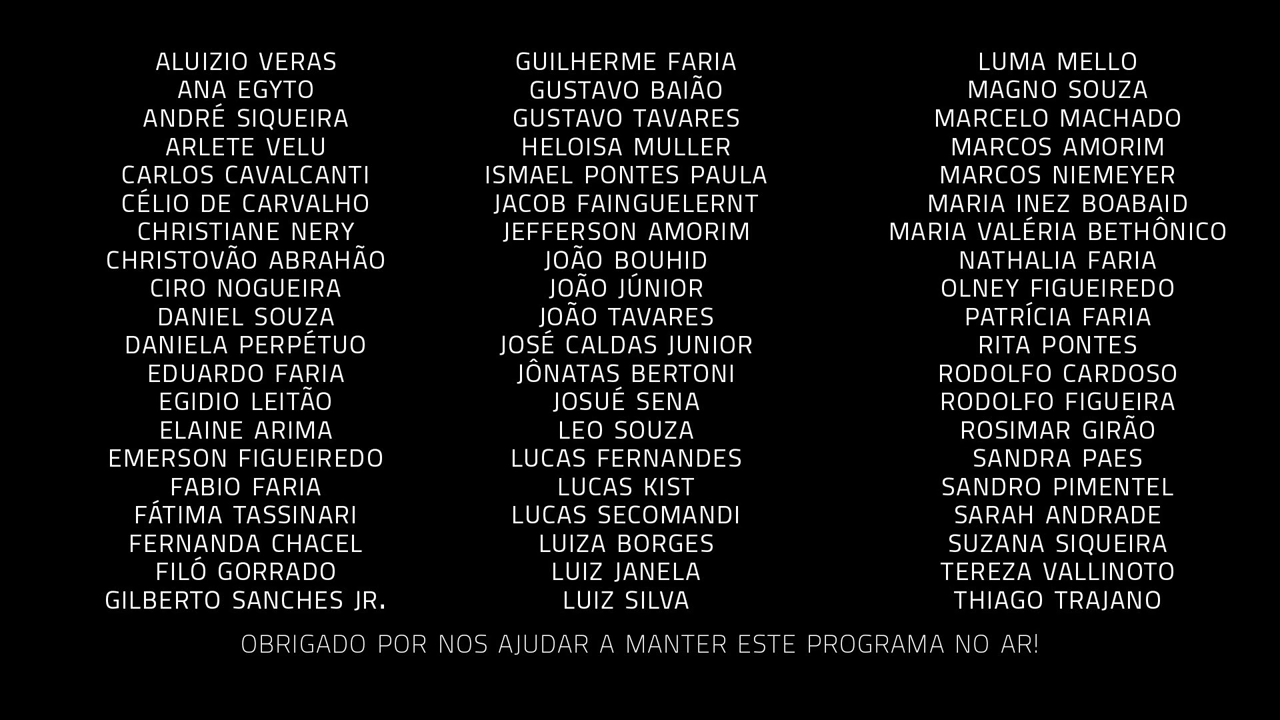 ALUIZIO VERAS
ANA EGYTO
ANDRÉ SIQUEIRA
ARLETE VELU
CARLOS CAVALCANTI
CÉLIO DE CARVALHO
CHRISTIANE NERY
CHRISTOVÃO ABRAHÃO
CIRO NOGUEIRA
DANIEL SOUZA
DANIELA PERPÉTUO
EDUARDO FARIA
EGIDIO LEITÃO
ELAINE ARIMA
EMERSON FIGUEIREDO
FABIO FARIA
FÁTIMA TASSINARI
FERNANDA CHACEL
FILÓ GORRADO
GILBERTO SANCHES JR.
GUILHERME FARIA
GUSTAVO BAIÃO
GUSTAVO TAVARES
HELOISA MULLER
ISMAEL PONTES PAULA
JACOB FAINGUELERNT
JEFFERSON AMORIM
JOÃO BOUHID
JOÃO JÚNIOR
JOÃO TAVARES
JOSÉ CALDAS JUNIOR
JÔNATAS BERTONI
JOSUÉ SENA
LEO SOUZA
LUCAS FERNANDES
LUCAS KIST
LUCAS SECOMANDI
LUIZA BORGES
LUIZ JANELA
LUIZ SILVA
LUMA MELLO
MAGNO SOUZA
MARCELO MACHADO
MARCOS AMORIM
MARCOS NIEMEYER
MARIA INEZ BOABAID
MARIA VALÉRIA BETHÔNICO
NATHALIA FARIA
OLNEY FIGUEIREDO
PATRÍCIA FARIA
RITA PONTES
RODOLFO CARDOSO
RODOLFO FIGUEIRA
ROSIMAR GIRÃO
SANDRA PAES
SANDRO PIMENTEL
SARAH ANDRADE
SUZANA SIQUEIRA
TEREZA VALLINOTO
THIAGO TRAJANO
OBRIGADO POR NOS AJUDAR A MANTER ESTE PROGRAMA NO AR!